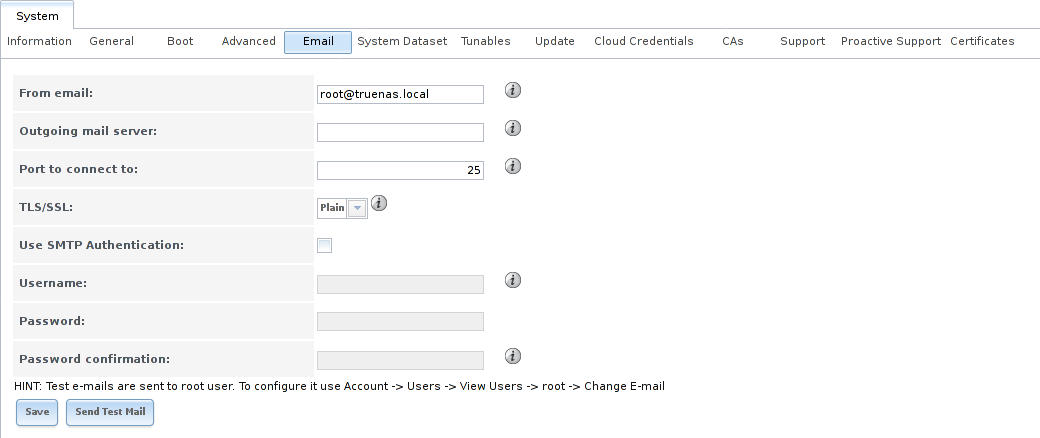 System
Information General Boot Advanced Email System Dataset Tunables Update Cloud Credentials CAs Support Proactive Support Certificates
From email: root@truenas.local
Outgoing mail server:
Port to connect to: 25
TLS/SSL: Plain
Use SMTP Authentication:
Username:
Password:
Password confirmation:
HINT: Test e-mails are sent to root user. To configure it use Account -> Users -> View Users -> root -> Change E-mail
Save Send Test Mail